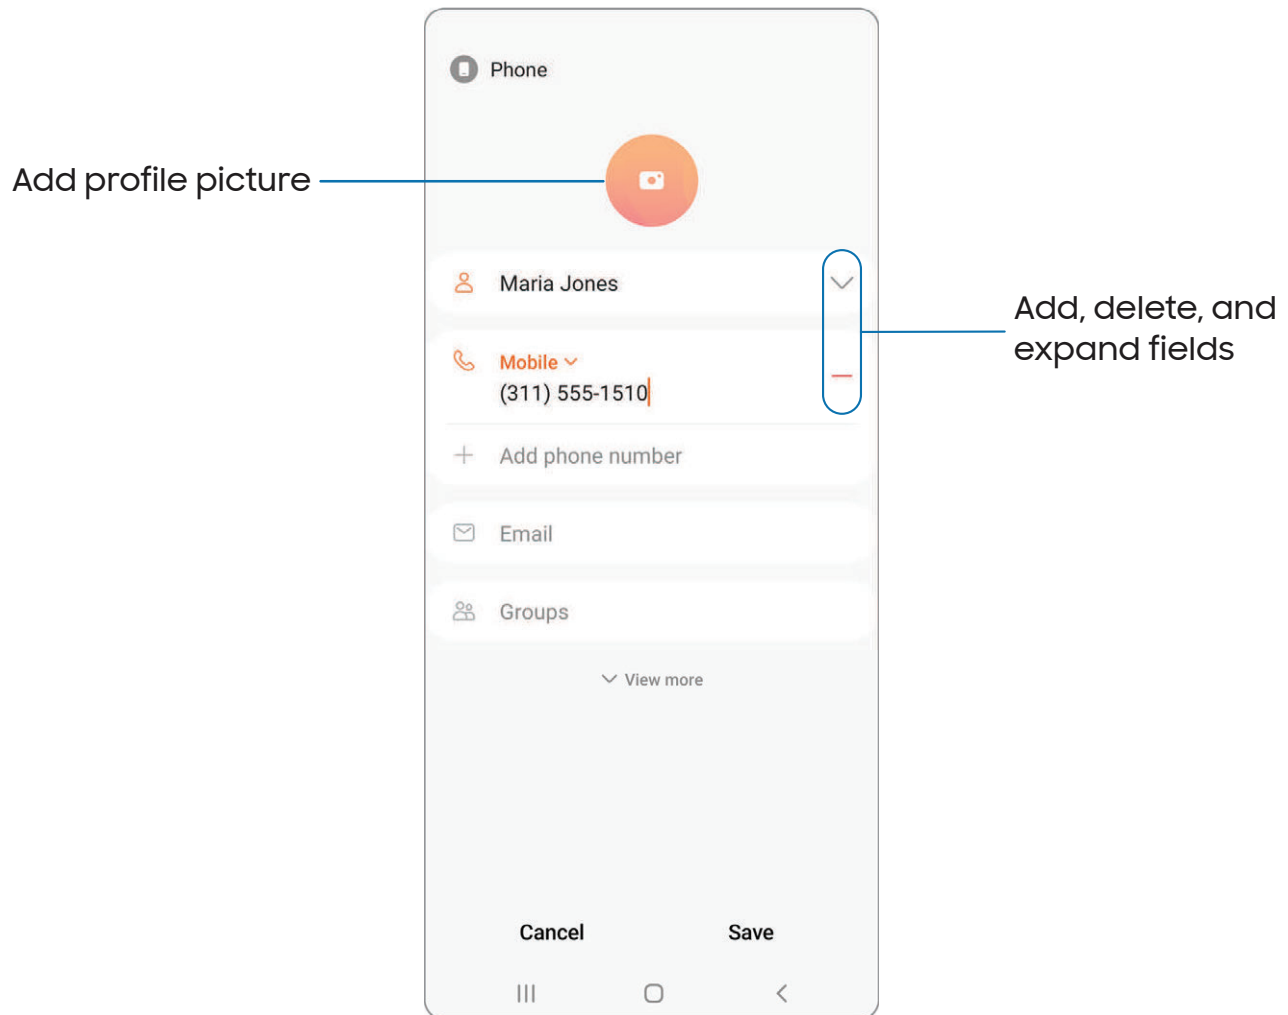 Phone
Add profile picture
Maria Jones
Add, delete, and
expand fields
Mobile
(311) 555-1510
Add phone number
Email
Groups
View more
Cancel
Save